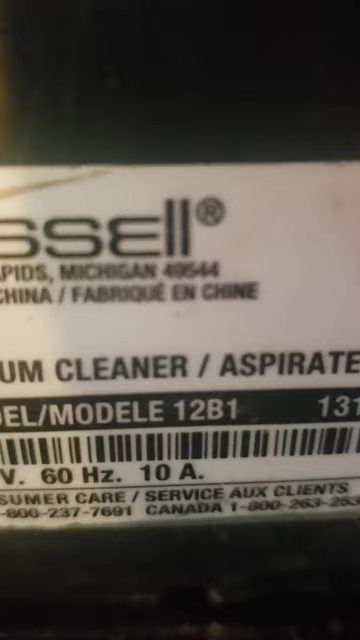 ssell®
APIDS, MICHIGAN 49544
CHINA / FABRIQUÉ EN CHINE
UM CLEANER / ASPIRATE
DEL/MODELE 12B1 131
V. 60 Hz. 10 A.
SUMER CARE / SERVICE AUX CLIENTS
-800-237-7691 CANADA 1-800-263-253